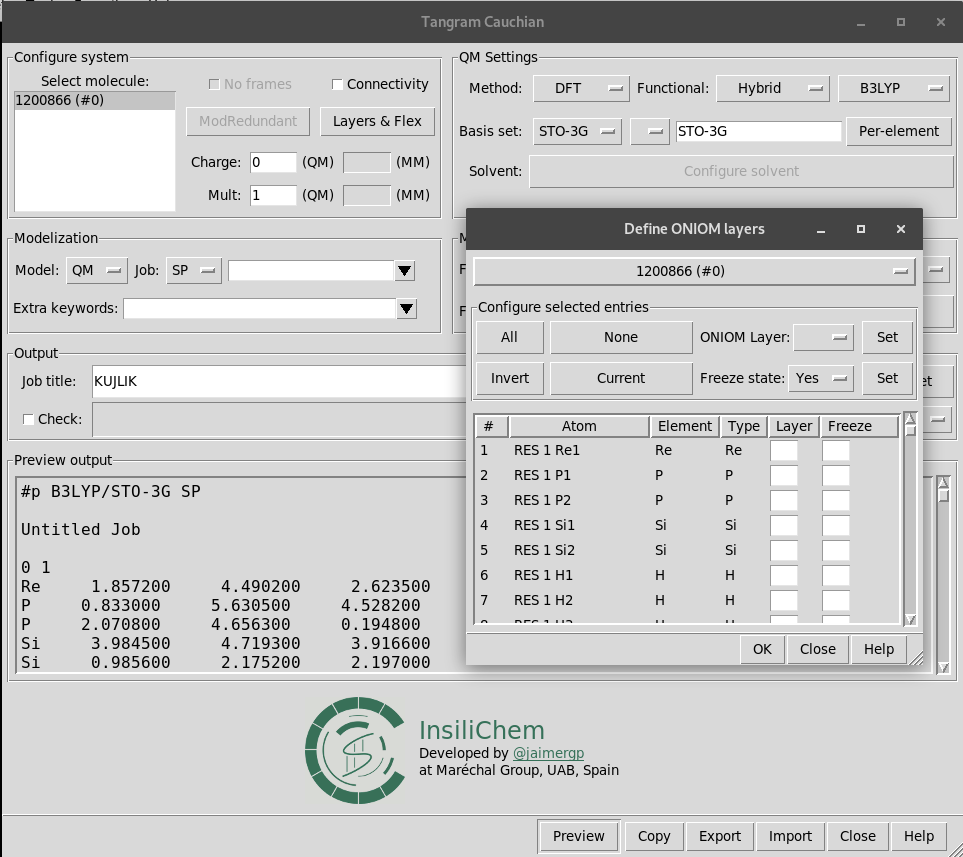 Tangram Cauchian
Configure system
Select molecule:
No frames
Connectivity
1200866 (#0)
ModRedundant
Layers & Flex
Charge: 0 (QM) (MM)
Mult: 1 (QM) (MM)
QM Settings
Method: DFT Functional: Hybrid B3LYP
Basis set: STO-3G STO-3G Per-element
Solvent: Configure solvent
Modelization
Model: QM Job: SP
Extra keywords:
Output
Job title: KUJLIK
Check:
Define ONIOM layers
1200866 (#0)
Configure selected entries
All None ONIOM Layer: Set
Invert Current Freeze state: Yes Set
# Atom Element Type Layer Freeze
1 RES 1 Re1 Re Re
2 RES 1 P1 P P
3 RES 1 P2 P P
4 RES 1 Si1 Si Si
5 RES 1 Si2 Si Si
6 RES 1 H1 H H
7 RES 1 H2 H H
OK Close Help
Preview output
#p B3LYP/STO-3G SP
Untitled Job
0 1
Re 1.857200 4.490200 2.623500
P 0.833000 5.630500 4.528200
P 2.070800 4.656300 0.194800
Si 3.984500 4.719300 3.916600
Si 0.985600 2.175200 2.197000
InsiliChem
Developed by @jaimergp
at Maréchal Group, UAB, Spain
Preview Copy Export Import Close Help